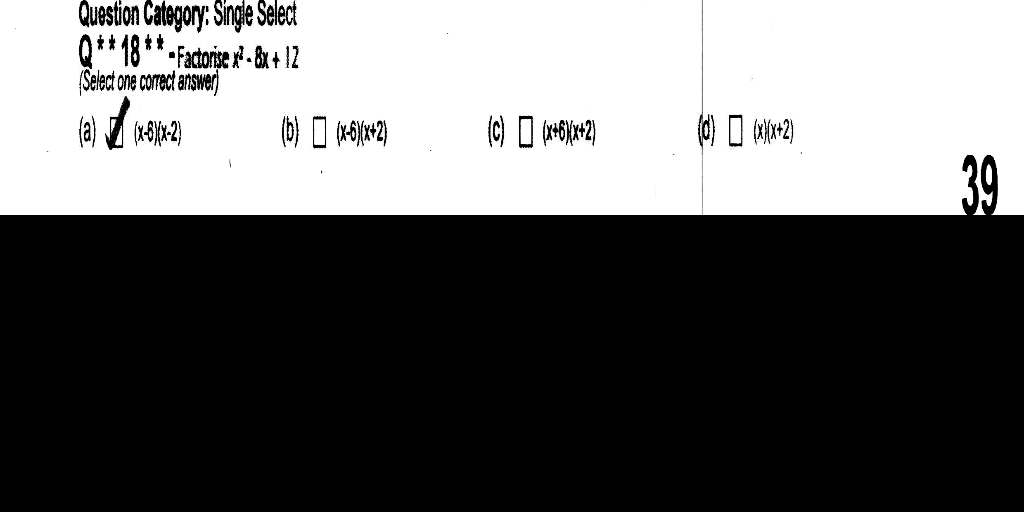 Question Category: Single Select
Q * * 18 * * - Factorise x² - 8x + 12
(Select one correct answer)
(a) ☑ (x-6)(x-2) (b) ☐ (x-6)(x+2) (c) ☐ (x+6)(x+2) (d) ☐ (x)(x+2)
39